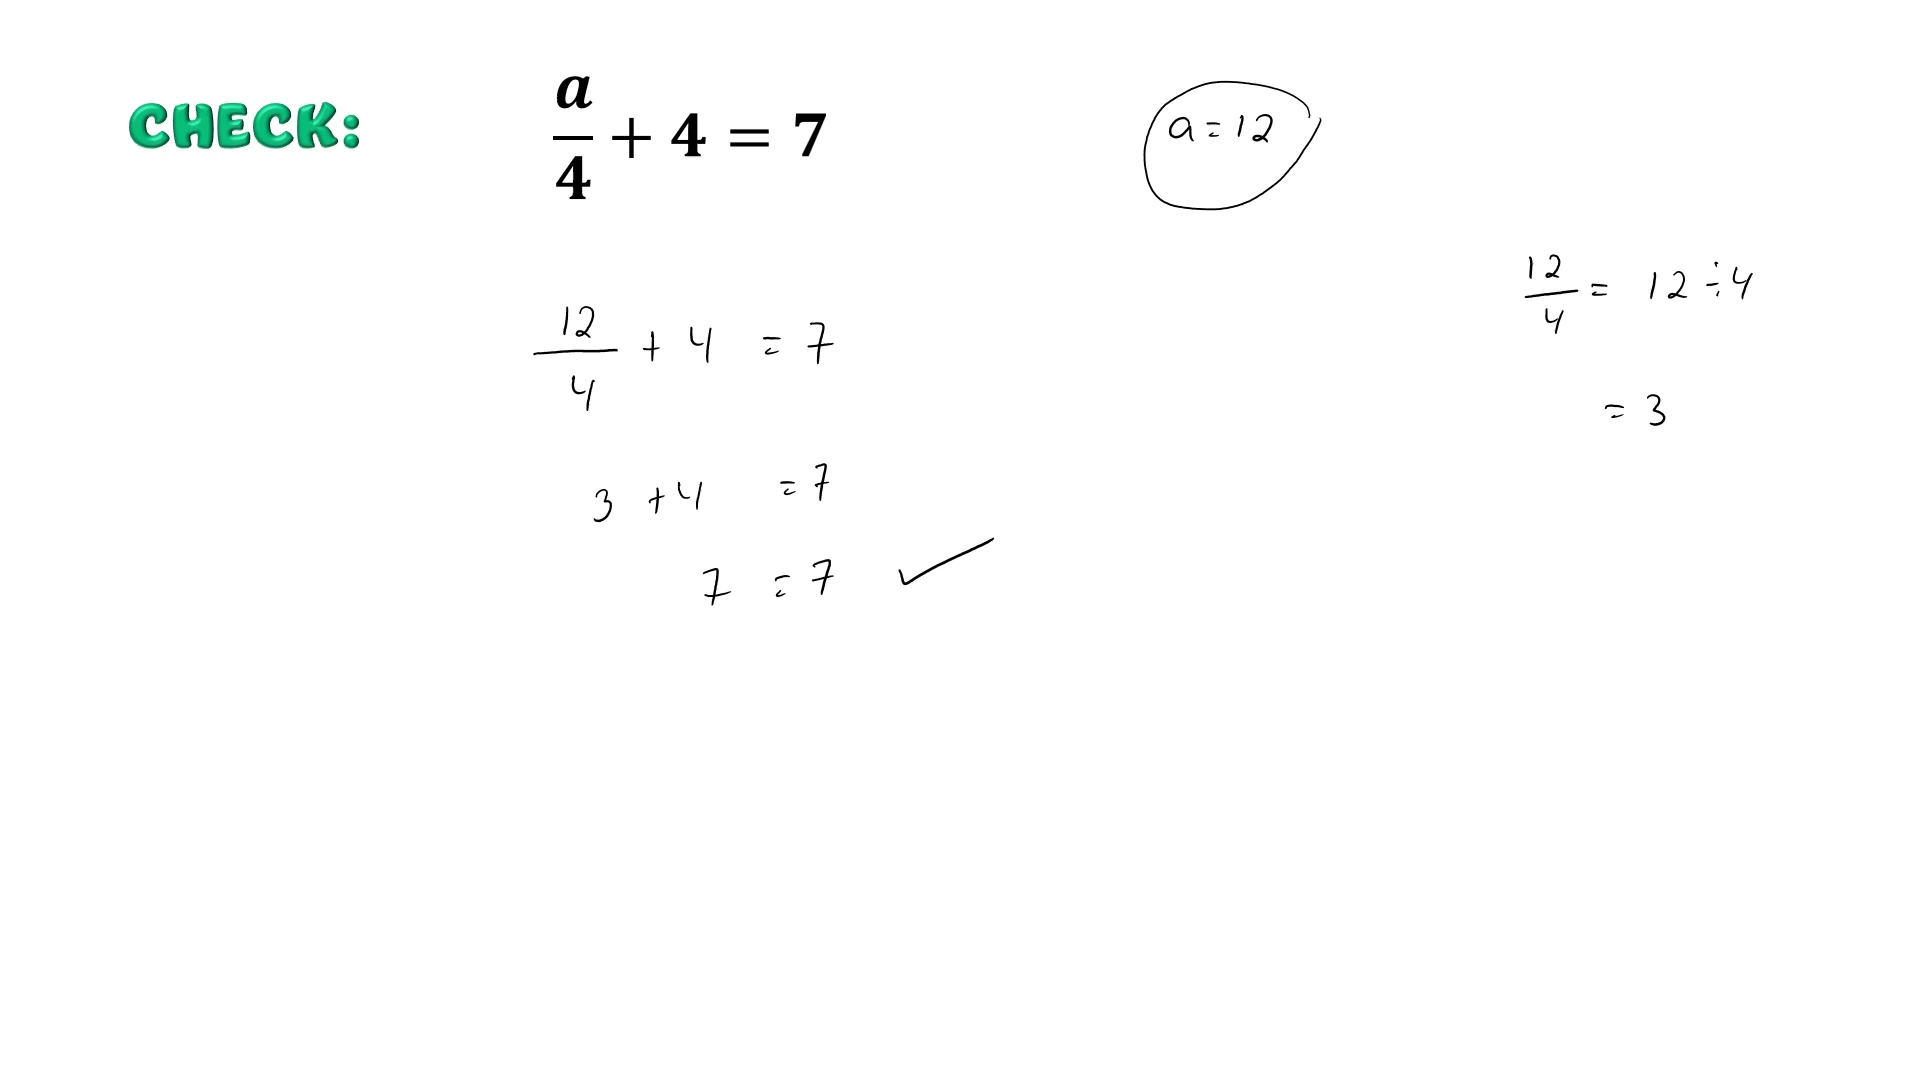 CHECK:
a/4 + 4 = 7
a = 12
12/4 + 4 = 7
12/4 = 12 ÷ 4
= 3
3 + 4 = 7
7 = 7 ✓